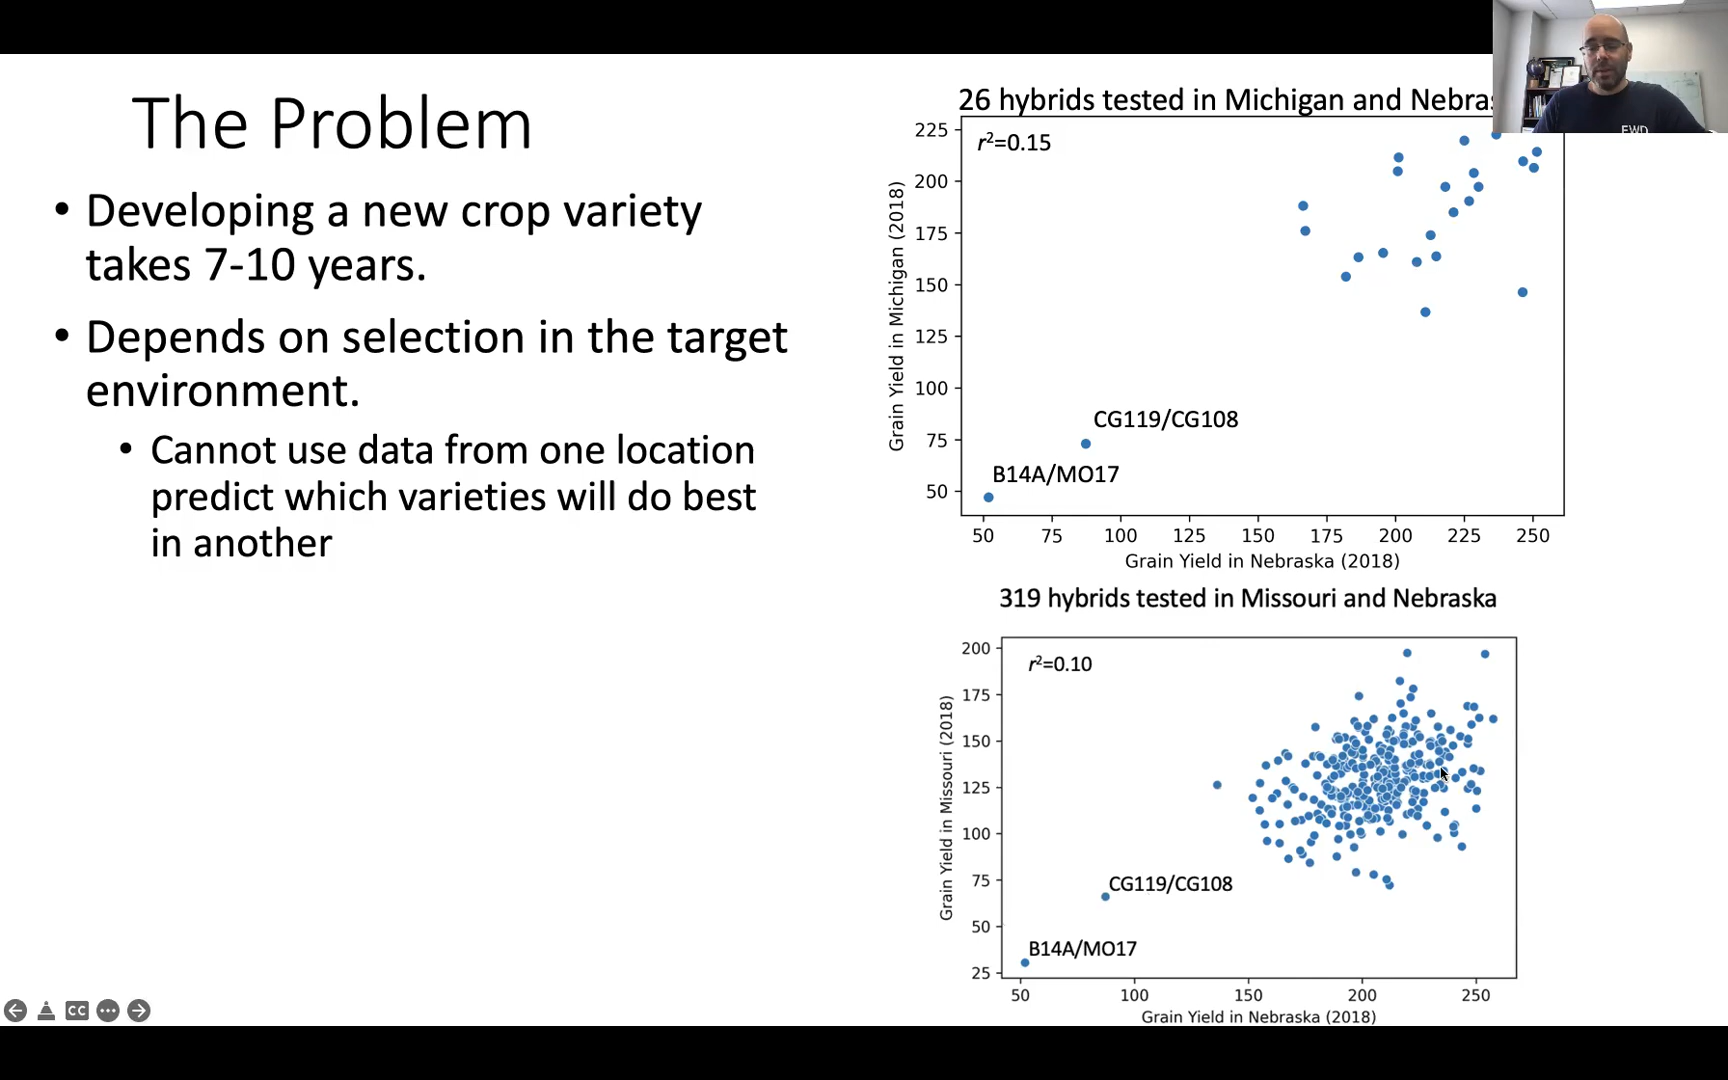 The Problem
• Developing a new crop variety
takes 7-10 years.
• Depends on selection in the target
environment.
• Cannot use data from one location
predict which varieties will do best
in another
26 hybrids tested in Michigan and Nebras
r²=0.15
225
200
175
150
125
100
75
50
Grain Yield in Michigan (2018)
CG119/CG108
B14A/MO17
50 75 100 125 150 175 200 225 250
Grain Yield in Nebraska (2018)
319 hybrids tested in Missouri and Nebraska
r²=0.10
200
175
150
125
100
75
50
25
Grain Yield in Missouri (2018)
CG119/CG108
B14A/MO17
50 100 150 200 250
Grain Yield in Nebraska (2018)
CC
EWD